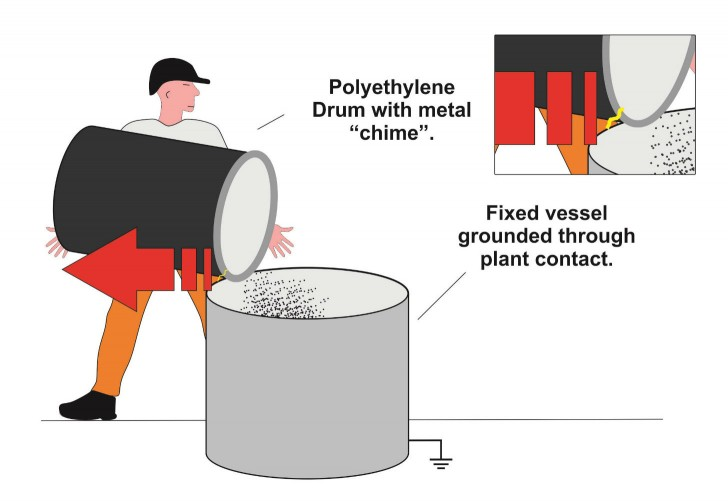 Polyethylene
Drum with metal
“chime”.
Fixed vessel
grounded through
plant contact.